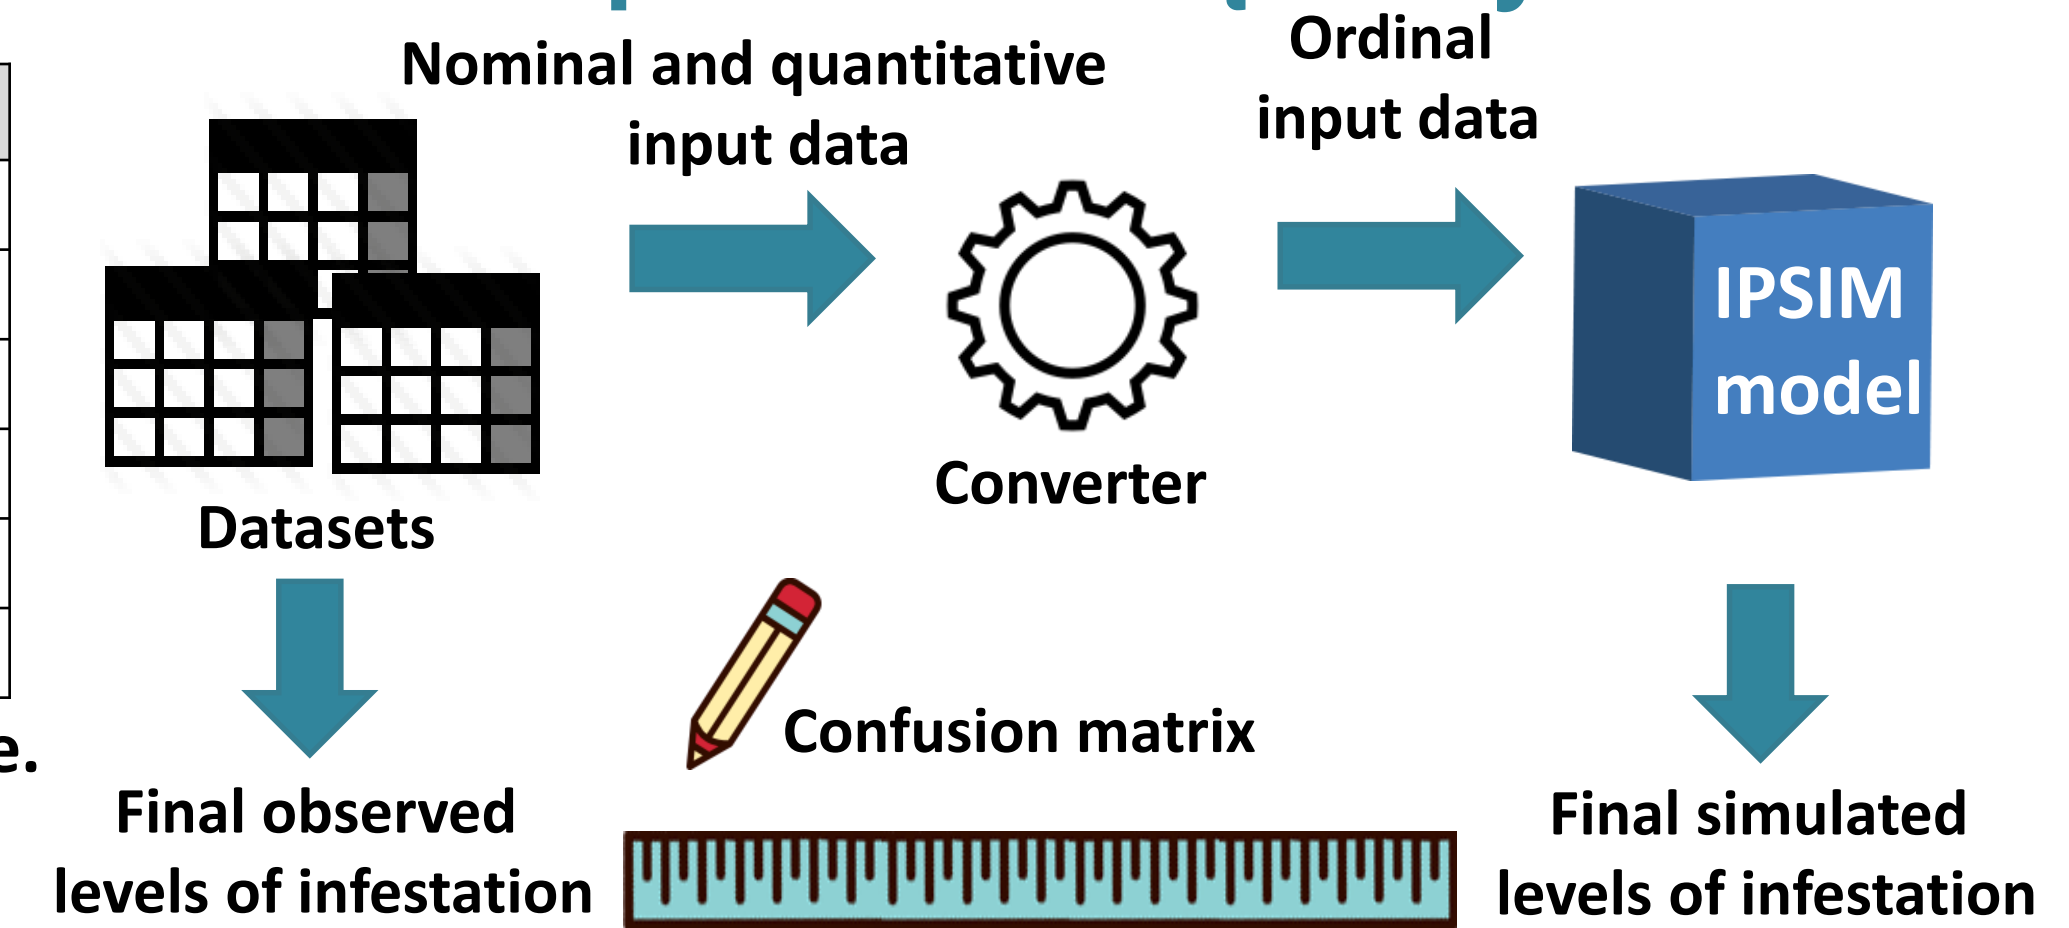 Nominal and quantitative
input data
Ordinal
input data
IPSIM
model
Converter
Datasets
Confusion matrix
e.
Final observed
levels of infestation
Final simulated
levels of infestation